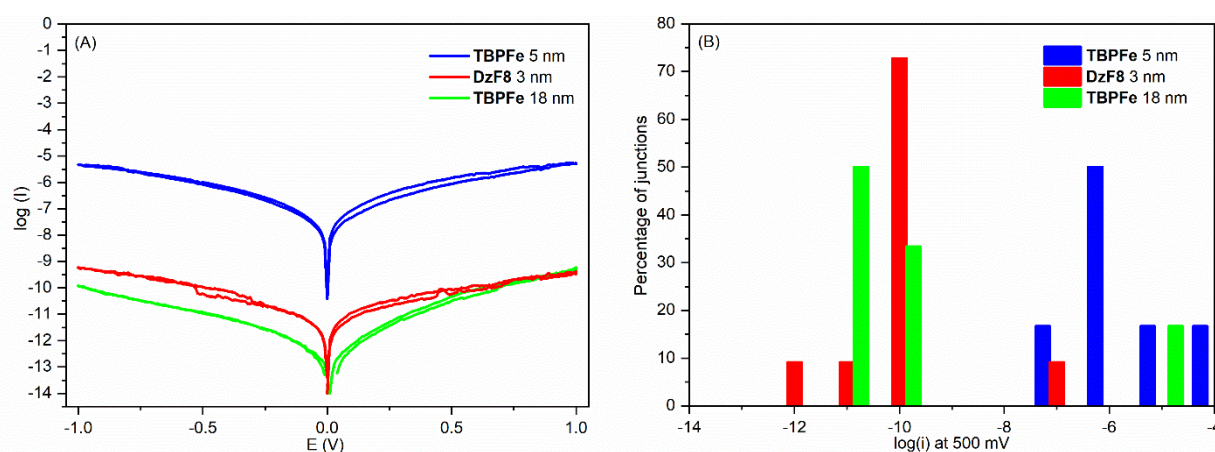 (A)
TBPFe 5 nm
DzF8 3 nm
TBPFe 18 nm
0
-1
-2
-3
-4
-5
-6
-7
-8
-9
-10
-11
-12
-13
-14
log (I)
-1.0
-0.5
0.0
0.5
1.0
E (V)
(B)
TBPFe 5 nm
DzF8 3 nm
TBPFe 18 nm
80
70
60
50
40
30
20
10
0
Percentage of junctions
-14
-12
-10
-8
-6
-4
log(i) at 500 mV